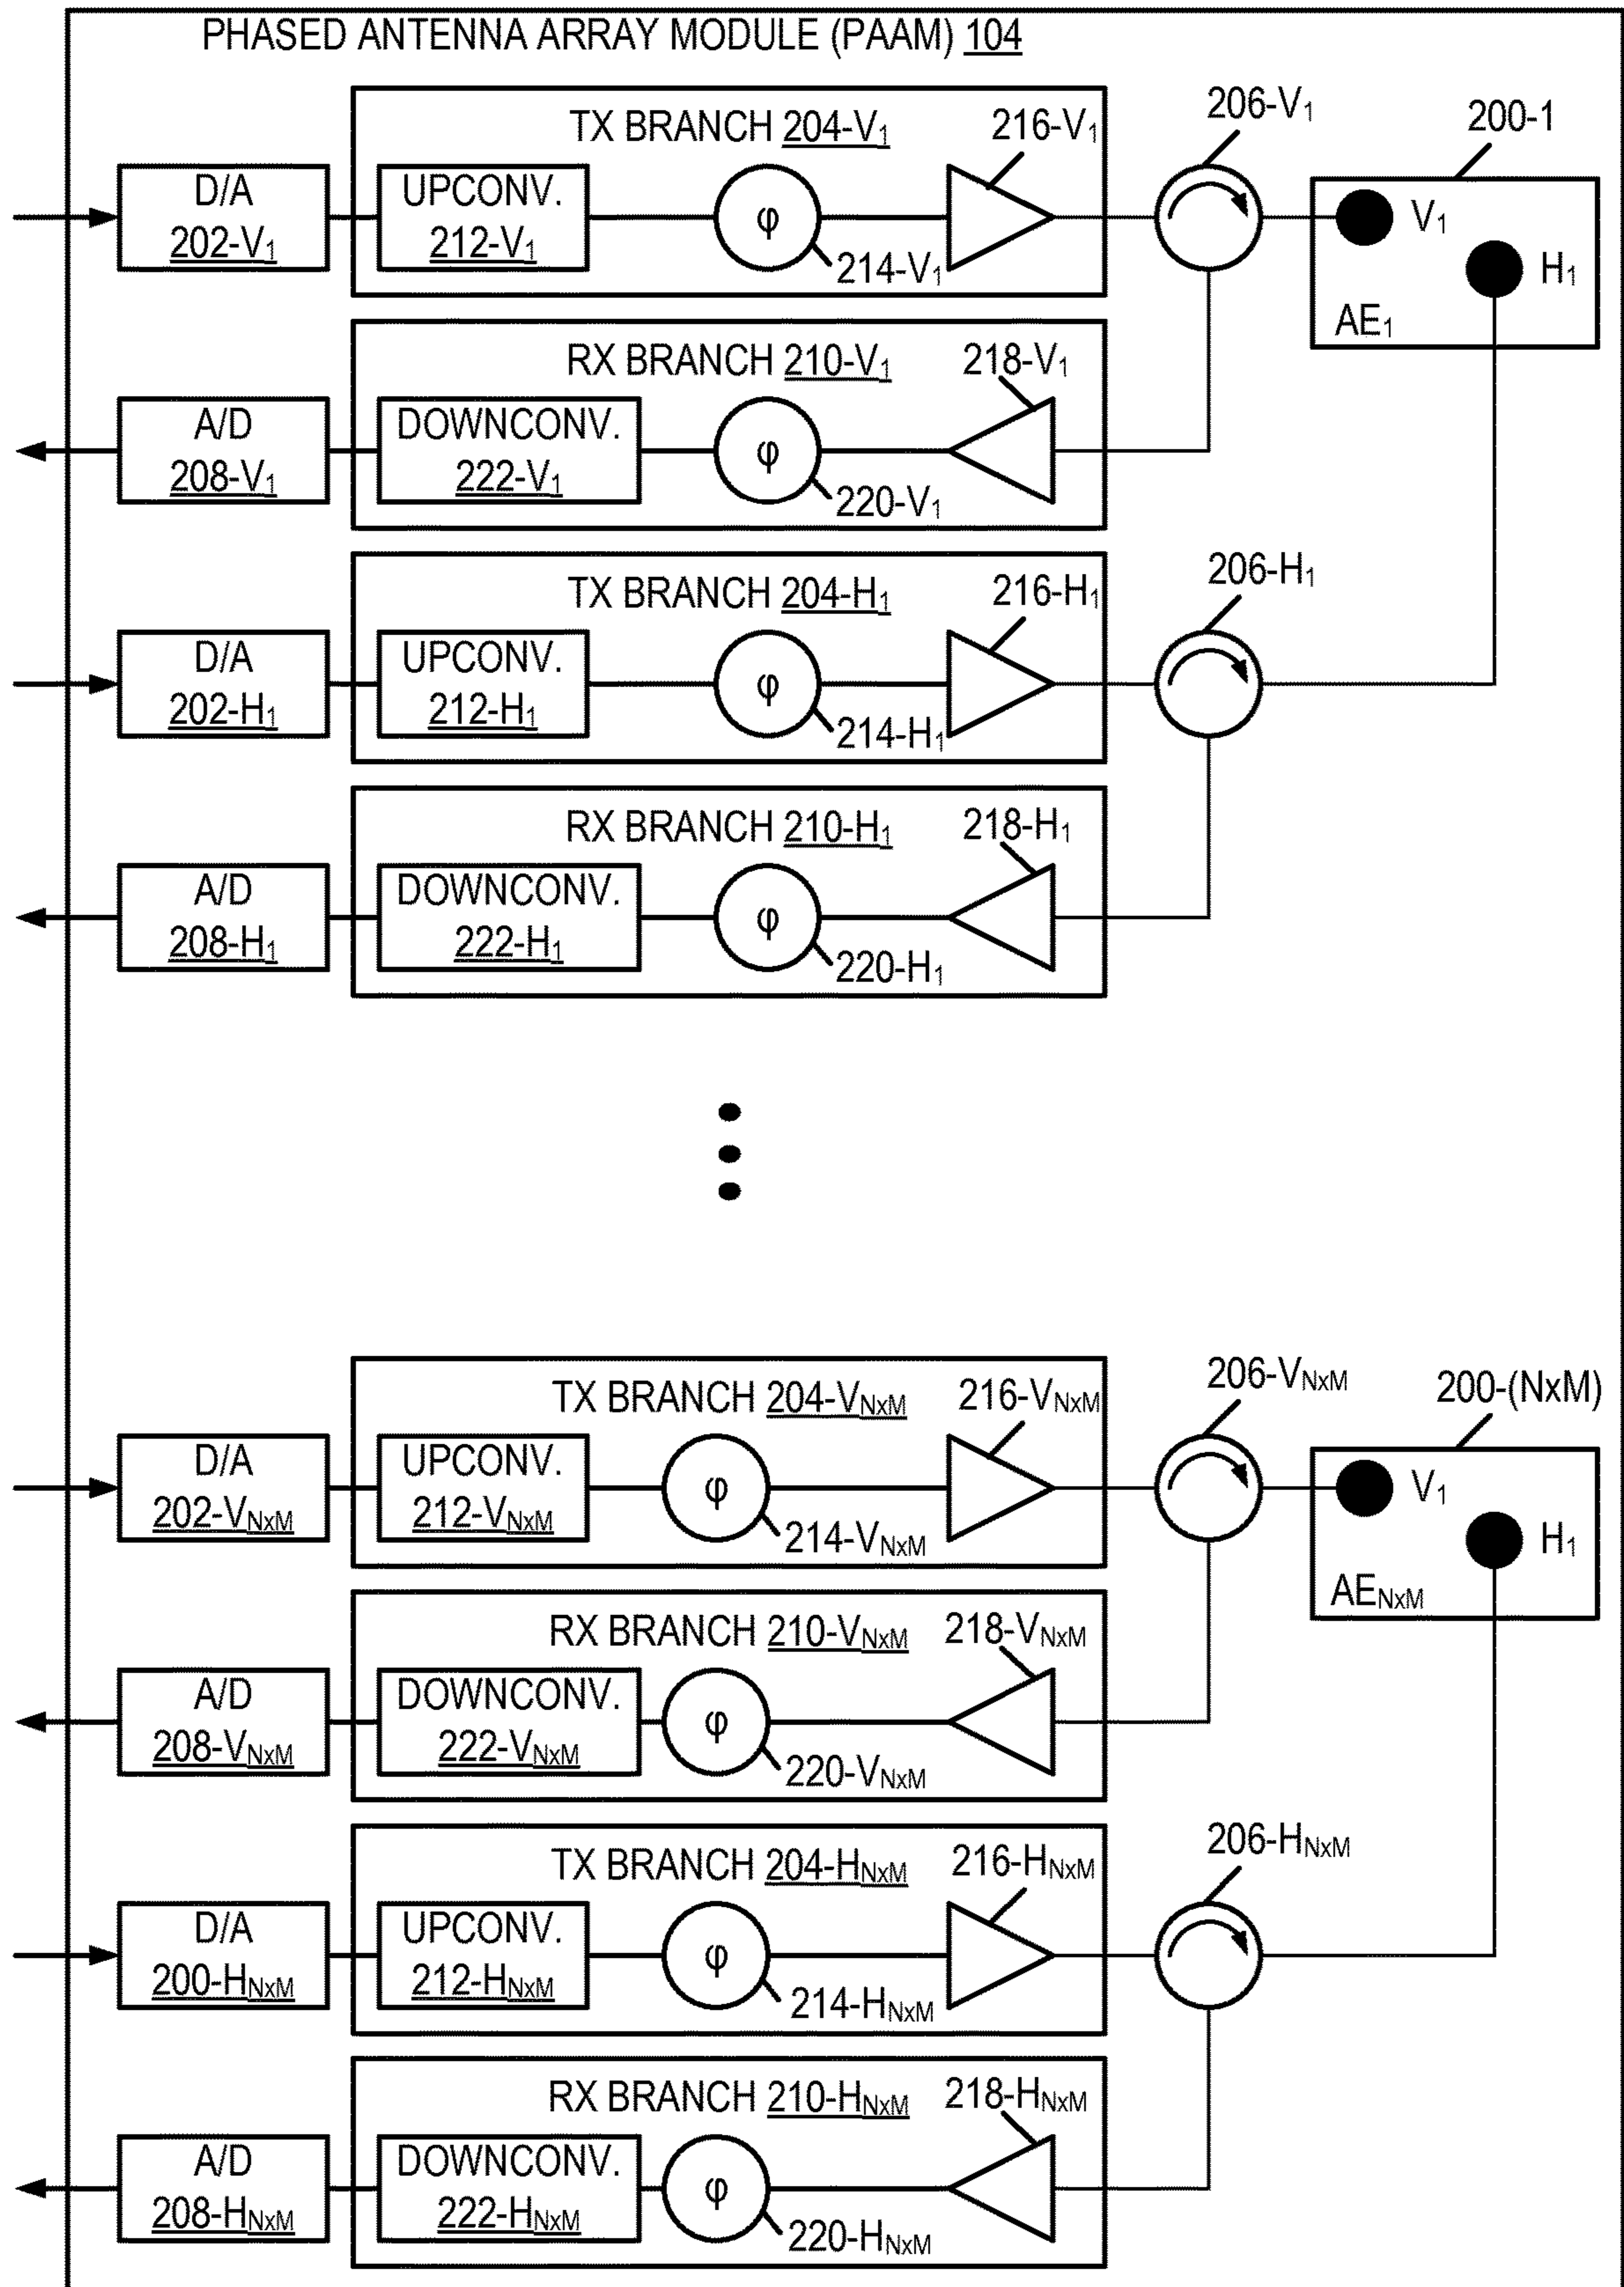 PHASED ANTENNA ARRAY MODULE (PAAM) 104
206-V1
200-1
TX BRANCH 204-V1
216-V1
D/A
202-V1
UPCONV.
212-V1
φ
214-V1
V1
H1
AE1
RX BRANCH 210-V1
218-V1
A/D
208-V1
DOWNCONV.
222-V1
φ
220-V1
206-H1
TX BRANCH 204-H1
216-H1
D/A
202-H1
UPCONV.
212-H1
φ
214-H1
RX BRANCH 210-H1
218-H1
A/D
208-H1
DOWNCONV.
222-H1
φ
220-H1
206-VNxM
200-(NxM)
TX BRANCH 204-VNxM
216-VNxM
D/A
202-VNxM
UPCONV.
212-VNxM
φ
214-VNxM
V1
H1
AENxM
RX BRANCH 210-VNxM
218-VNxM
A/D
208-VNxM
DOWNCONV.
222-VNxM
φ
220-VNxM
206-HNxM
TX BRANCH 204-HNxM
216-HNxM
D/A
200-HNxM
UPCONV.
212-HNxM
φ
214-HNxM
RX BRANCH 210-HNxM
218-HNxM
A/D
208-HNxM
DOWNCONV.
222-HNxM
φ
220-HNxM